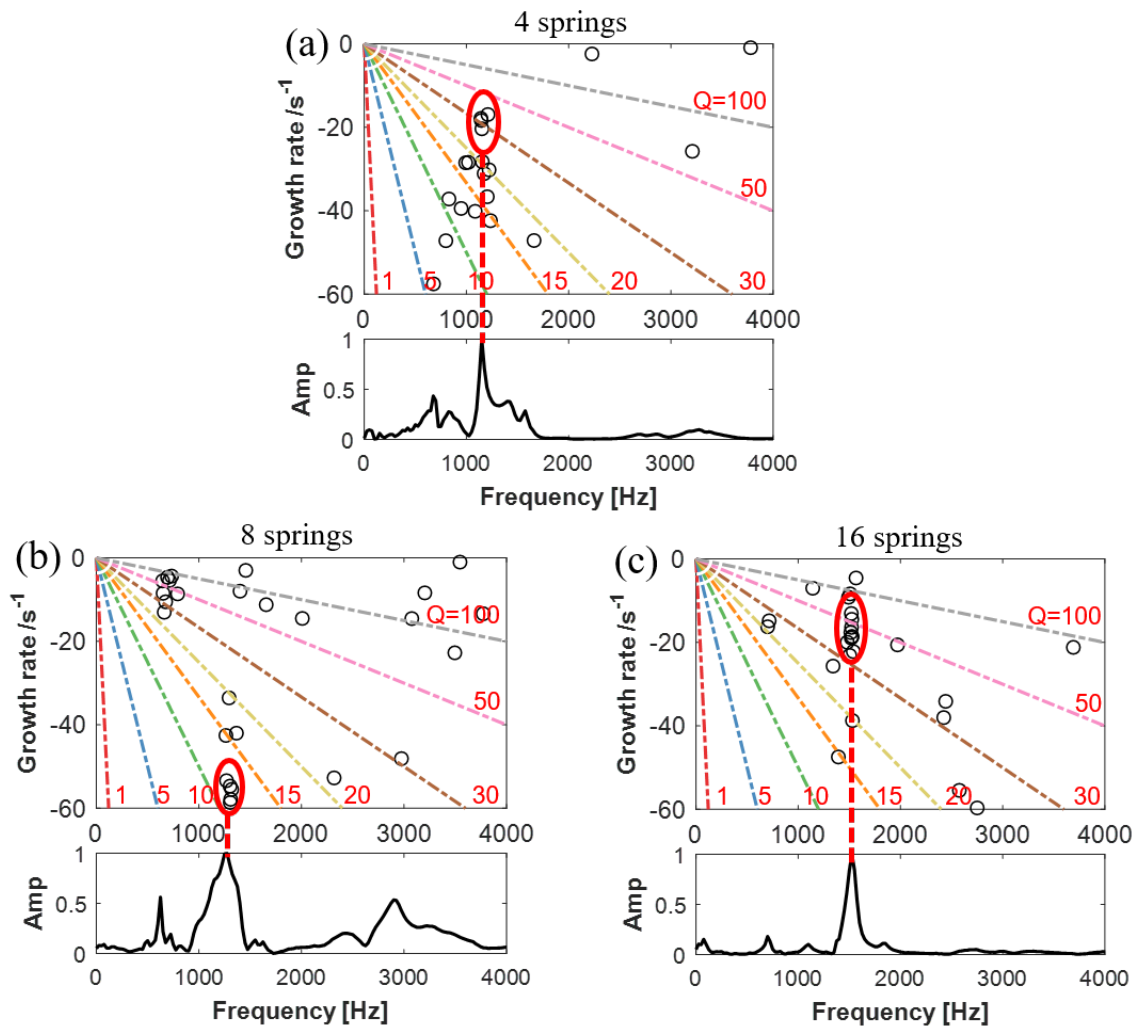 (a) 4 springs
Growth rate /s⁻¹
0
-20
-40
-60
Q=100
50
1 5 10 15 20 30
0 1000 2000 3000 4000
Amp
1
0.5
0
0 1000 2000 3000 4000
Frequency [Hz]
(b) 8 springs
Growth rate /s⁻¹
0
-20
-40
-60
Q=100
50
1 5 10 15 20 30
0 1000 2000 3000 4000
Amp
1
0.5
0
0 1000 2000 3000 4000
Frequency [Hz]
(c) 16 springs
Growth rate /s⁻¹
0
-20
-40
-60
Q=100
50
1 5 10 15 20 30
0 1000 2000 3000 4000
Amp
1
0.5
0
0 1000 2000 3000 4000
Frequency [Hz]